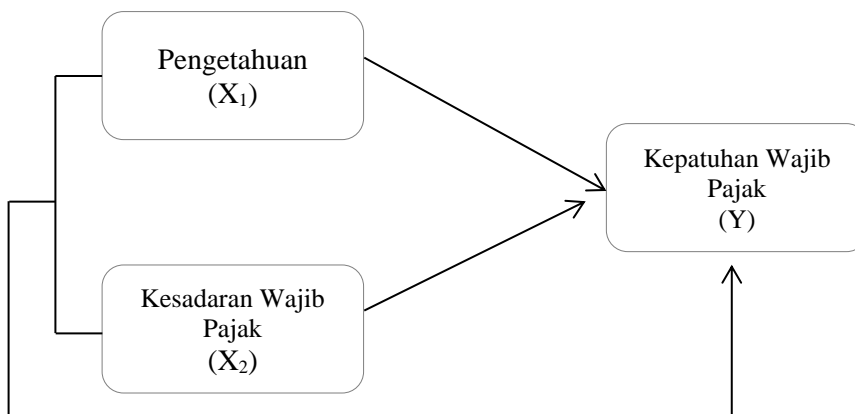 Pengetahuan
(X₁)
Kepatuhan Wajib
Pajak
(Y)
Kesadaran Wajib
Pajak
(X₂)